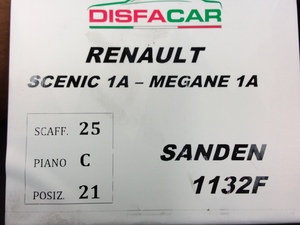 DISFACAR
RENAULT
SCENIC 1A – MEGANE 1A
SCAFF. 25
PIANO C
POSIZ. 21
SANDEN
1132F